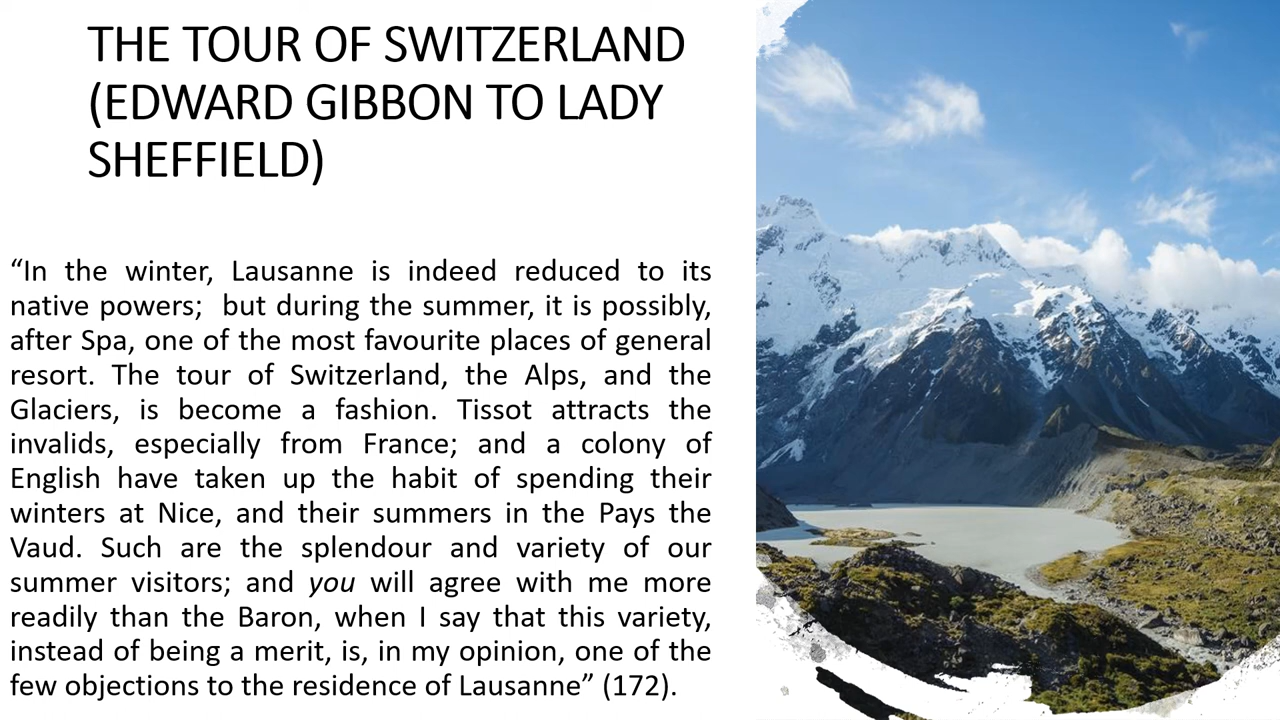 THE TOUR OF SWITZERLAND
(EDWARD GIBBON TO LADY
SHEFFIELD)
“In the winter, Lausanne is indeed reduced to its
native powers;  but during the summer, it is possibly,
after Spa, one of the most favourite places of general
resort. The tour of Switzerland, the Alps, and the
Glaciers, is become a fashion. Tissot attracts the
invalids, especially from France; and a colony of
English have taken up the habit of spending their
winters at Nice, and their summers in the Pays the
Vaud. Such are the splendour and variety of our
summer visitors; and you will agree with me more
readily than the Baron, when I say that this variety,
instead of being a merit, is, in my opinion, one of the
few objections to the residence of Lausanne” (172).